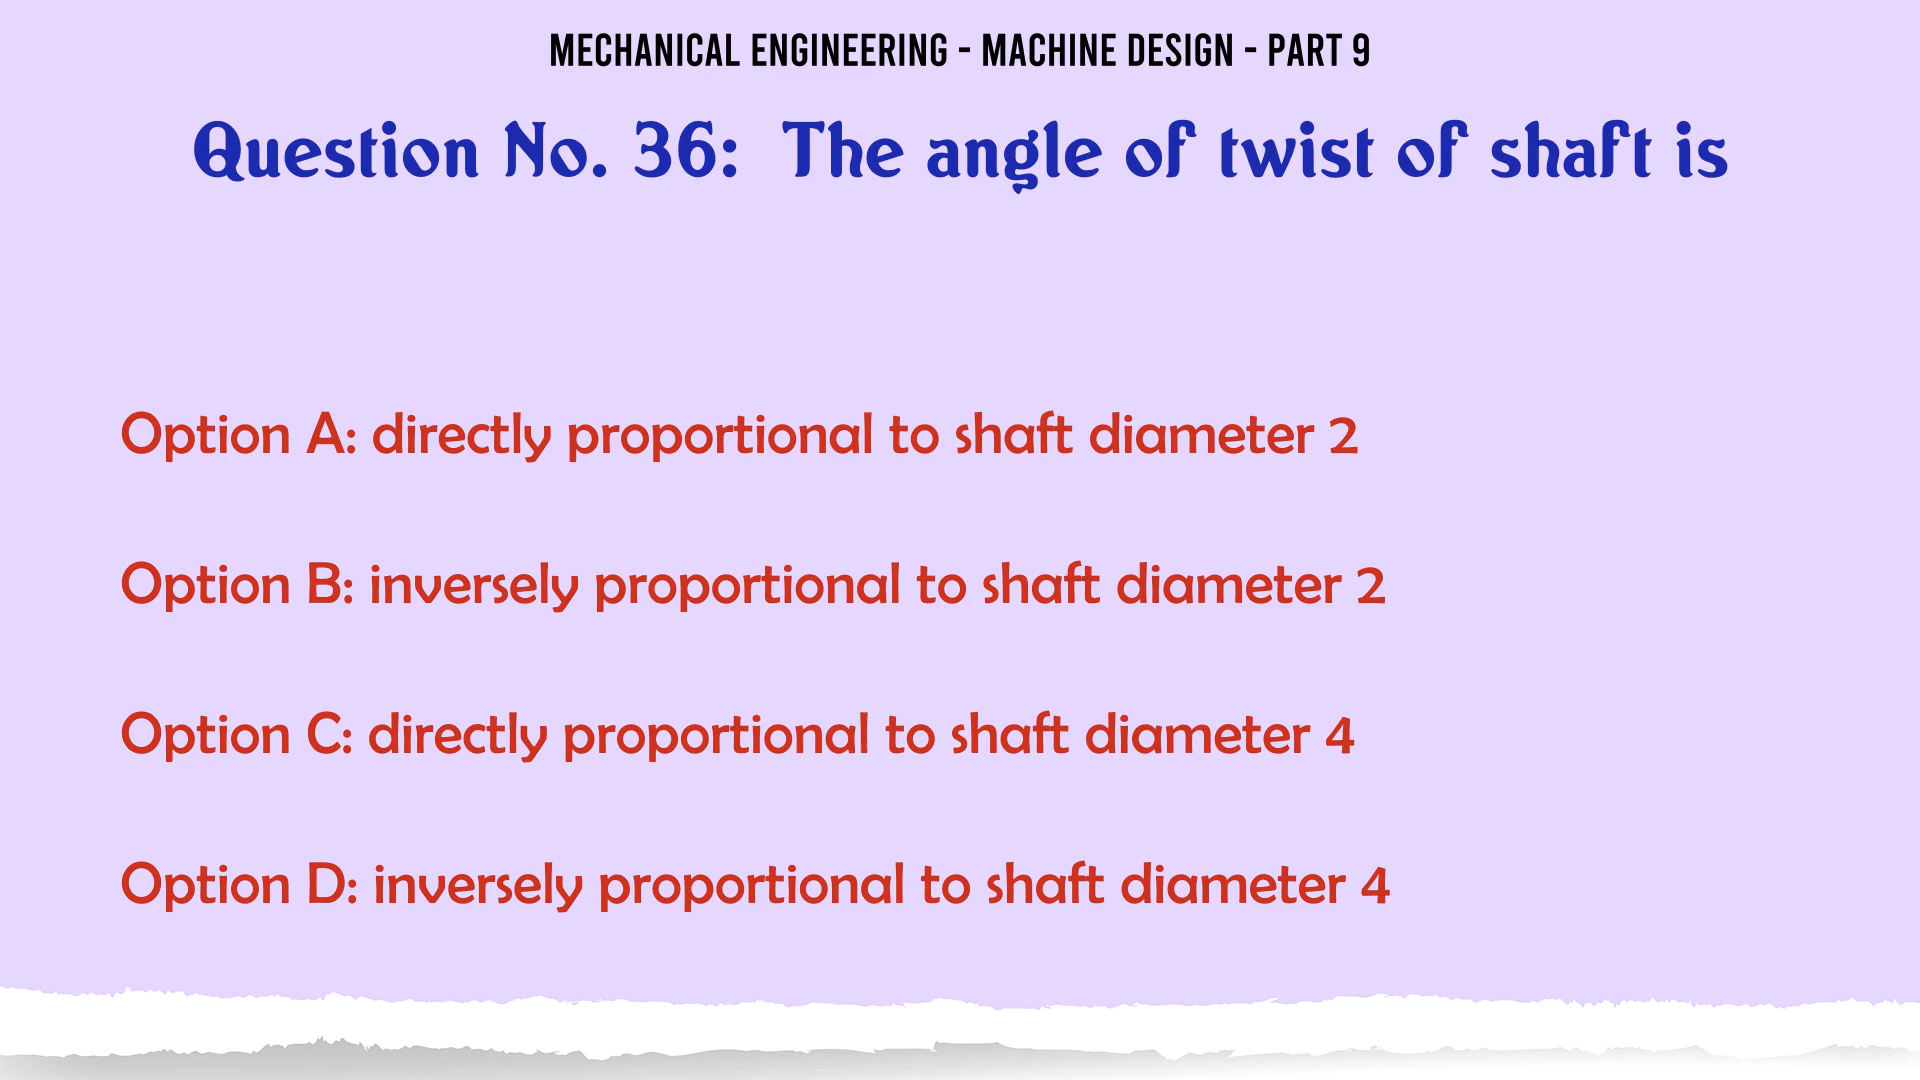 MECHANICAL ENGINEERING - MACHINE DESIGN - PART 9
Question No. 36: The angle of twist of shaft is
Option A: directly proportional to shaft diameter 2
Option B: inversely proportional to shaft diameter 2
Option C: directly proportional to shaft diameter 4
Option D: inversely proportional to shaft diameter 4